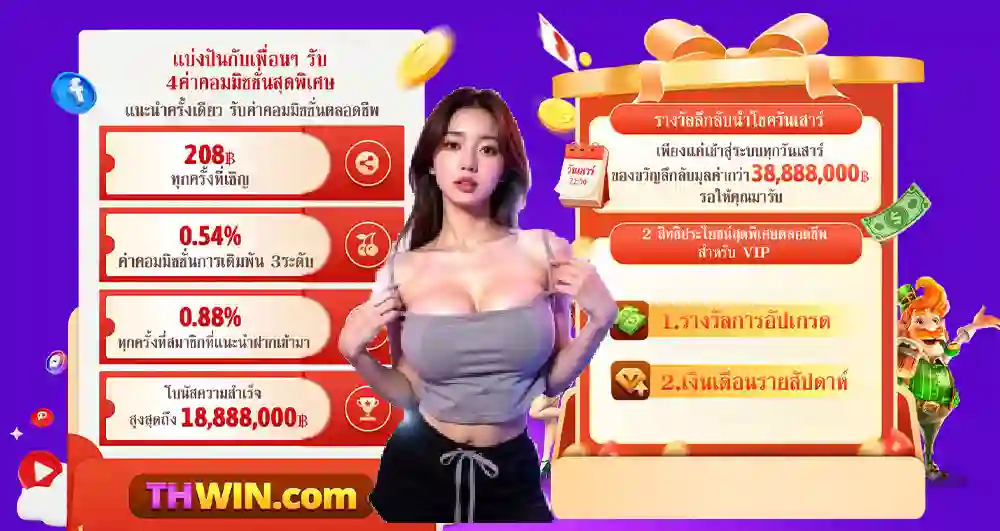 แบ่งปันกับเพื่อนๆ รับ
4ค่าคอมมิชชั่นสุดพิเศษ
แนะนำครั้งเดียว รับค่าคอมมิชชั่นตลอดชีพ
208฿
ทุกครั้งที่เชิญ
0.54%
ค่าคอมมิชชั่นการเดิมพัน 3ระดับ
0.88%
ทุกครั้งที่สมาชิกที่แนะนำฝากเข้ามา
โบนัสความสำเร็จ
สูงสุดถึง 18,888,000฿
THWIN.com
รางวัลลึกลับนำโชควันเสาร์
เพียงแค่เข้าสู่ระบบทุกวันเสาร์
ของขวัญลึกลับมูลค่ากว่า 38,888,000฿
รอให้คุณมารับ
วันเสาร์
22:00
2 สิทธิประโยชน์สุดพิเศษตลอดชีพ
สำหรับ VIP
1.รางวัลการอัปเกรด
2.เงินเดือนรายสัปดาห์